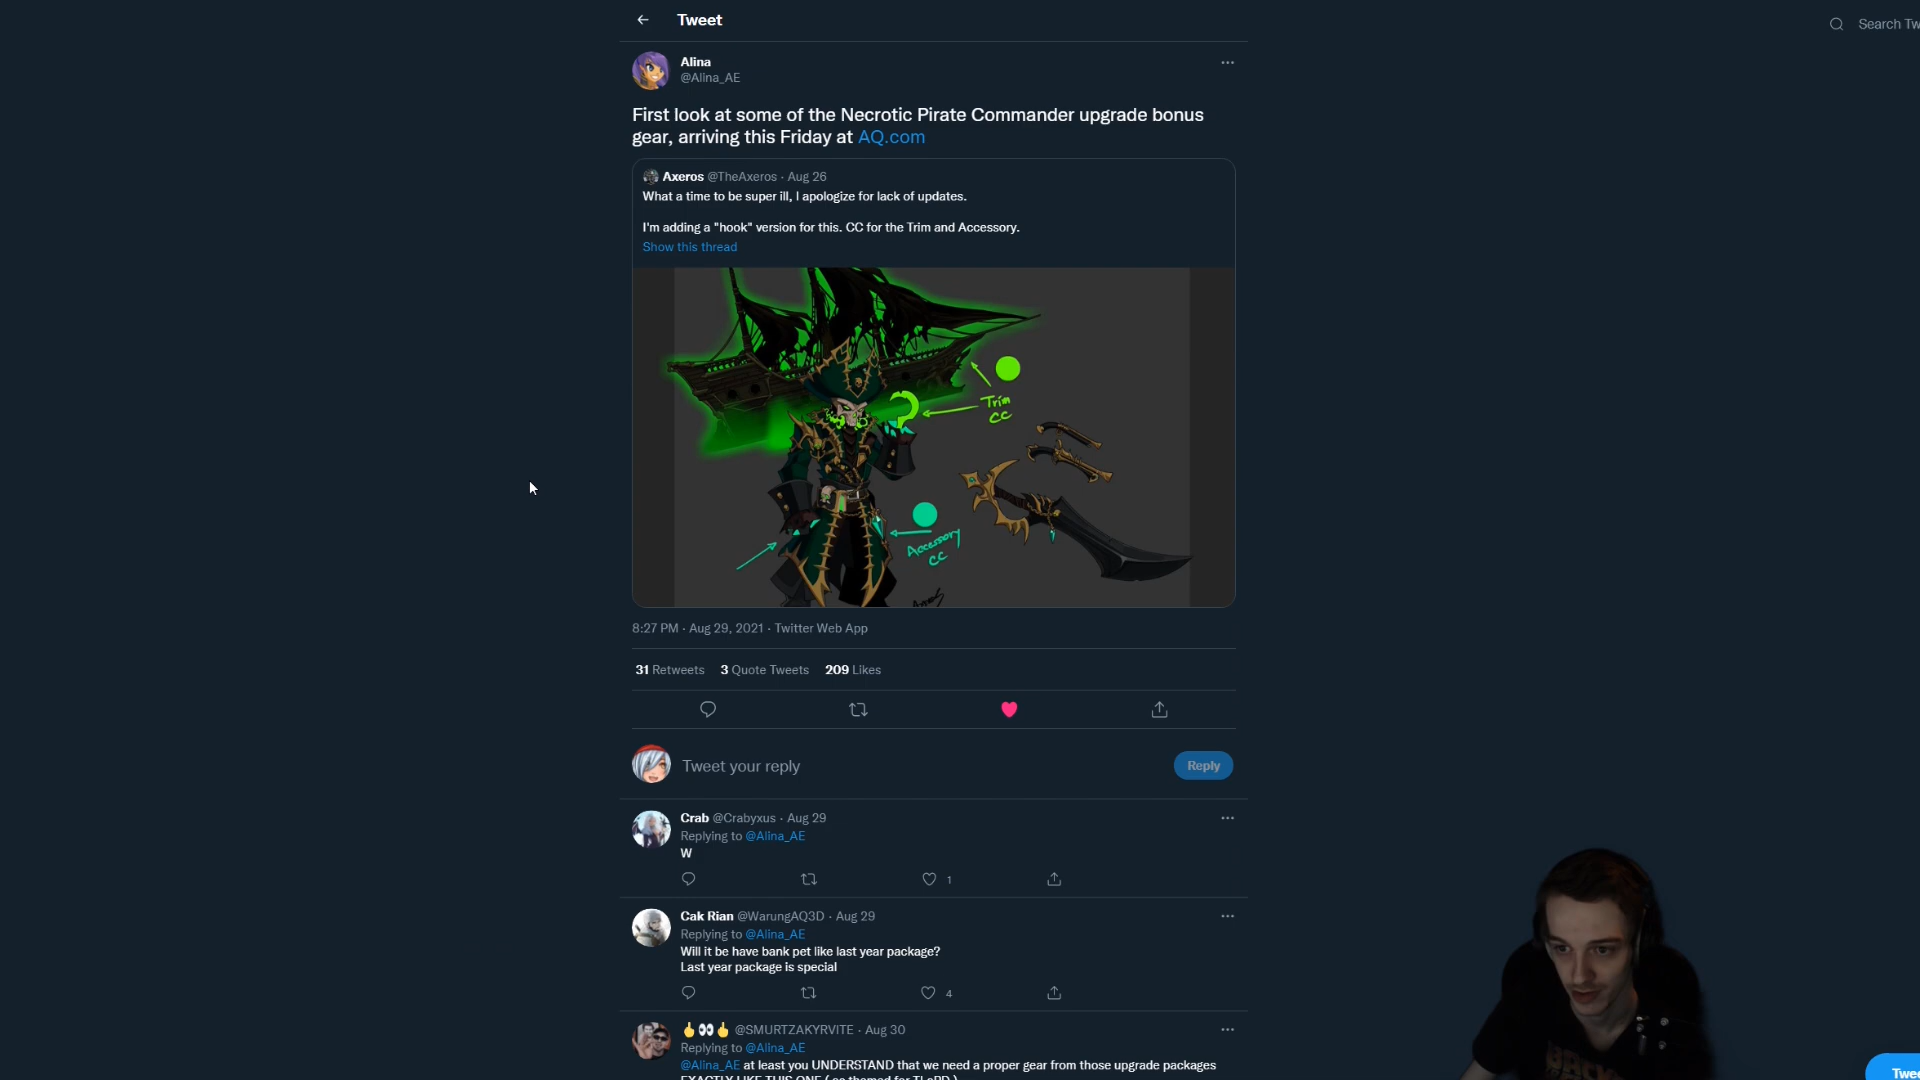 Tweet
Search Tw
Alina
@Alina_AE
First look at some of the Necrotic Pirate Commander upgrade bonus
gear, arriving this Friday at AQ.com
Axeros @TheAxeros · Aug 26
What a time to be super ill, I apologize for lack of updates.
I'm adding a "hook" version for this. CC for the Trim and Accessory.
Show this thread
Trim
CC
Accessory
CC
8:27 PM · Aug 29, 2021 · Twitter Web App
31 Retweets 3 Quote Tweets 209 Likes
Tweet your reply
Reply
Crab @Crabyxus · Aug 29
Replying to @Alina_AE
W
1
Cak Rian @WarungAQ3D · Aug 29
Replying to @Alina_AE
Will it be have bank pet like last year package?
Last year package is special
4
@SMURTZAKYRVITE · Aug 30
Replying to @Alina_AE
@Alina_AE at least you UNDERSTAND that we need a proper gear from those upgrade packages
EXACTLY LIKE THIS ONE
Twee